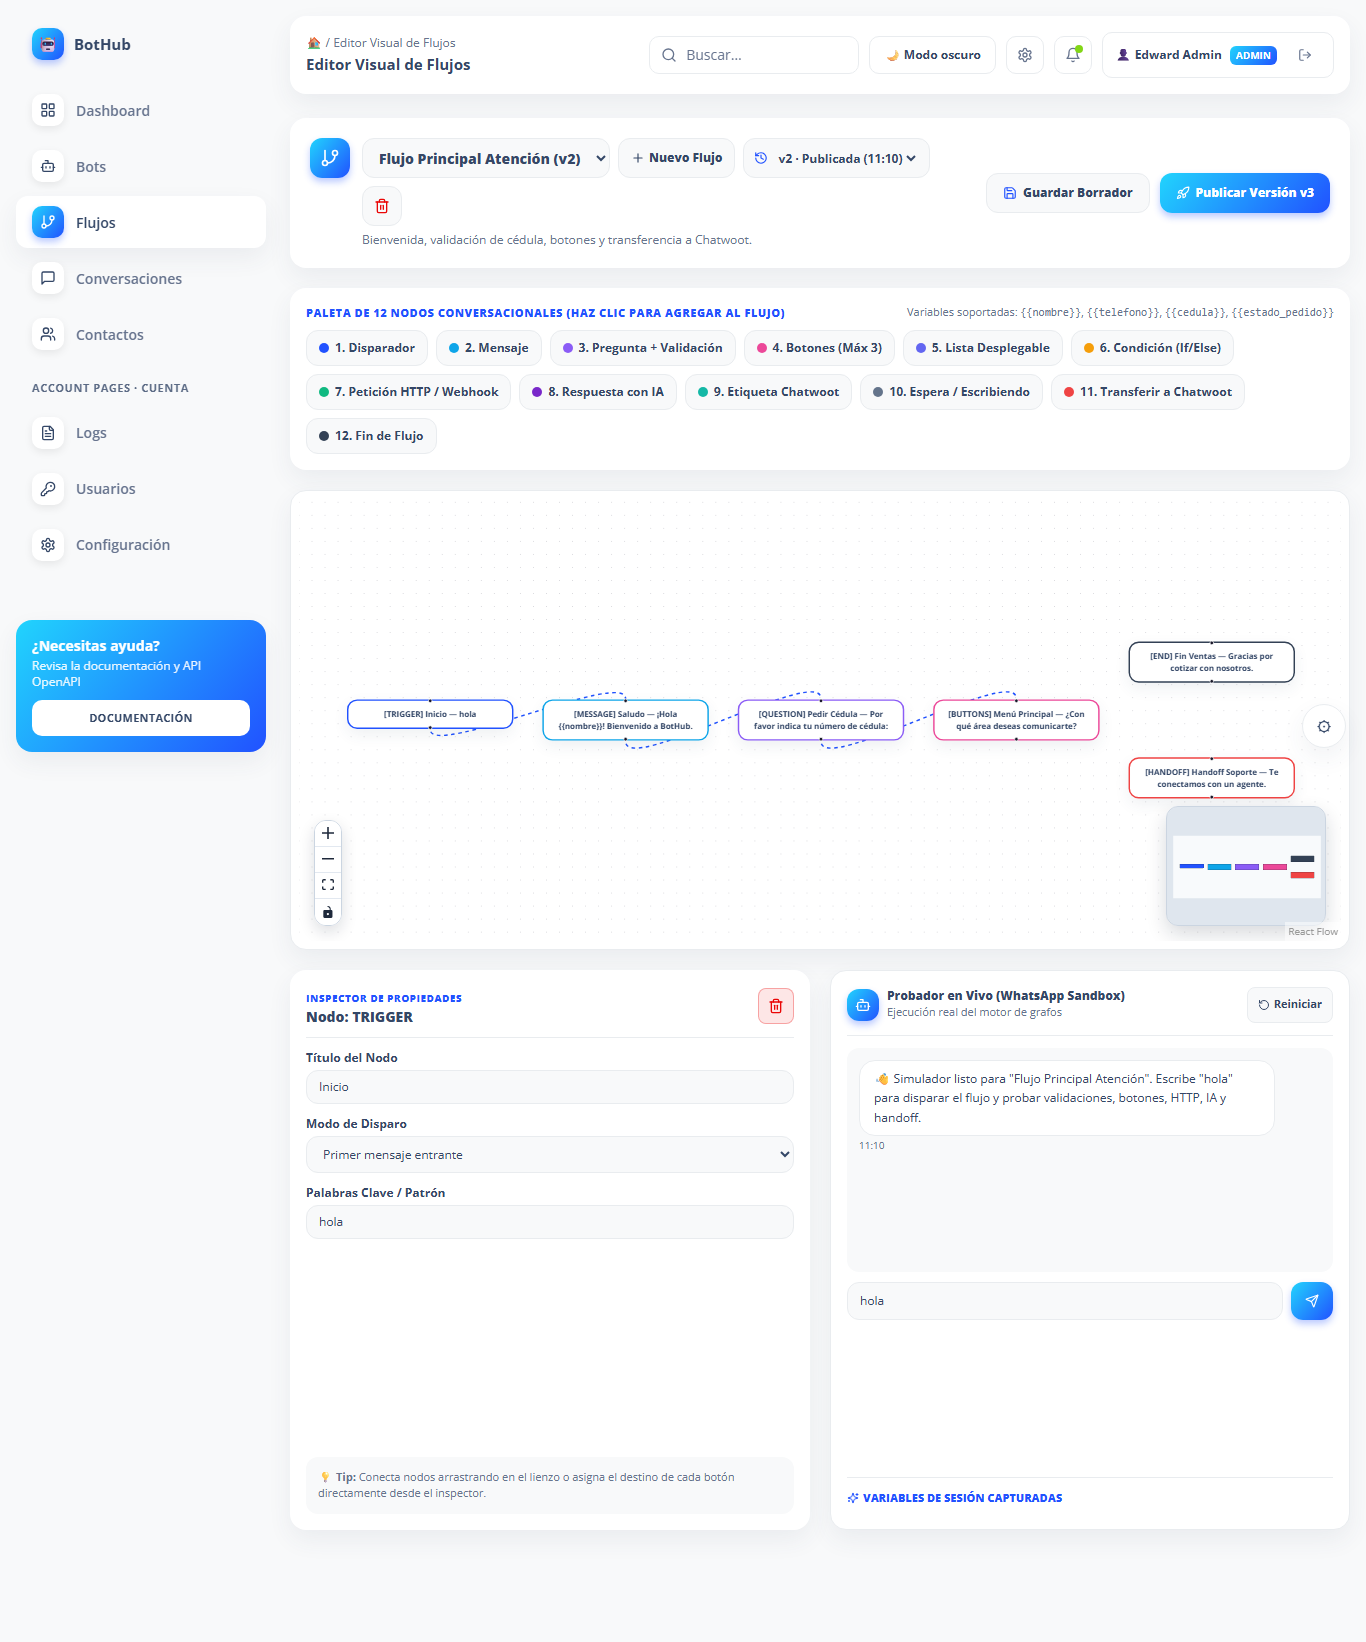 BotHub
Dashboard
Bots
Flujos
Conversaciones
Contactos
ACCOUNT PAGES · CUENTA
Logs
Usuarios
Configuración
¿Necesitas ayuda?
Revisa la documentación y API
OpenAPI
DOCUMENTACIÓN
/ Editor Visual de Flujos
Editor Visual de Flujos
Buscar...
Modo oscuro
Edward Admin ADMIN
Flujo Principal Atención (v2)
Nuevo Flujo
v2 · Publicada (11:10)
Guardar Borrador
Publicar Versión v3
Bienvenida, validación de cédula, botones y transferencia a Chatwoot.
PALETA DE 12 NODOS CONVERSACIONALES (HAZ CLIC PARA AGREGAR AL FLUJO)
Variables soportadas: {{nombre}}, {{telefono}}, {{cedula}}, {{estado_pedido}}
1. Disparador
2. Mensaje
3. Pregunta + Validación
4. Botones (Máx 3)
5. Lista Desplegable
6. Condición (If/Else)
7. Petición HTTP / Webhook
8. Respuesta con IA
9. Etiqueta Chatwoot
10. Espera / Escribiendo
11. Transferir a Chatwoot
12. Fin de Flujo
[TRIGGER] Inicio — hola
[MESSAGE] Saludo — ¡Hola
{{nombre}}! Bienvenido a BotHub.
[QUESTION] Pedir Cédula — Por
favor indica tu número de cédula:
[BUTTONS] Menú Principal — ¿Con
qué área deseas comunicarte?
[END] Fin Ventas — Gracias por
cotizar con nosotros.
[HANDOFF] Handoff Soporte — Te
conectamos con un agente.
React Flow
INSPECTOR DE PROPIEDADES
Nodo: TRIGGER
Título del Nodo
Inicio
Modo de Disparo
Primer mensaje entrante
Palabras Clave / Patrón
hola
Tip: Conecta nodos arrastrando en el lienzo o asigna el destino de cada botón
directamente desde el inspector.
Probador en Vivo (WhatsApp Sandbox)
Ejecución real del motor de grafos
Reiniciar
Simulador listo para "Flujo Principal Atención". Escribe "hola"
para disparar el flujo y probar validaciones, botones, HTTP, IA y
handoff.
11:10
hola
VARIABLES DE SESIÓN CAPTURADAS